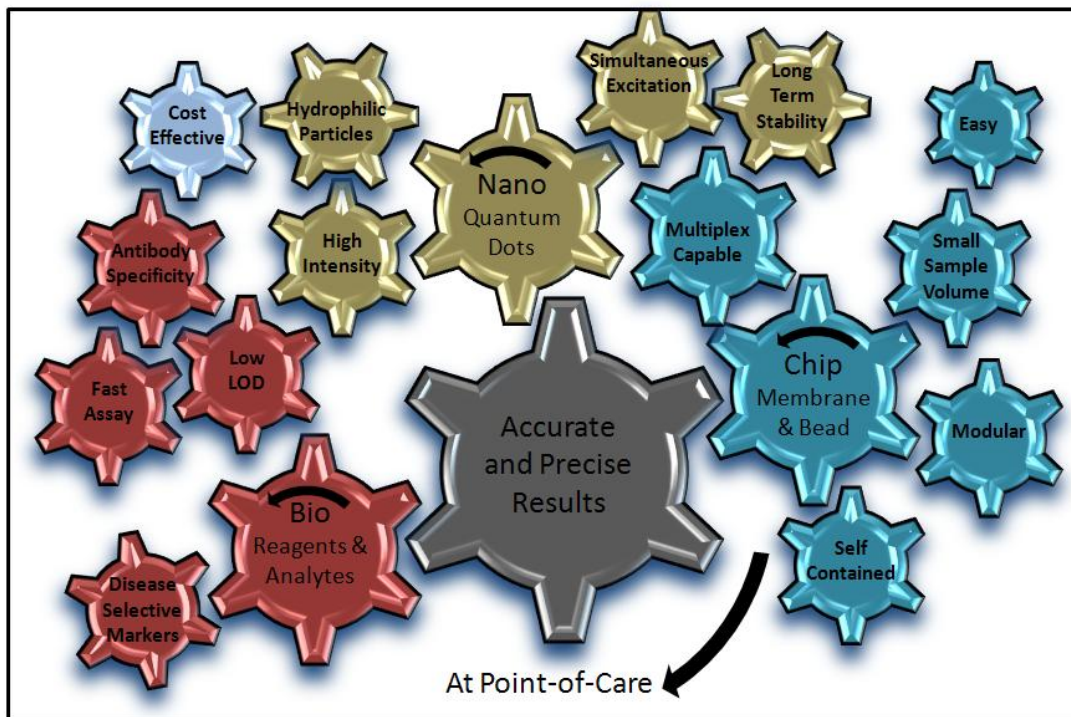 Cost
Effective
Hydrophilic
Particles
Simultaneous
Excitation
Long
Term
Stability
Easy
Nano
Quantum
Dots
Antibody
Specificity
High
Intensity
Multiplex
Capable
Small
Sample
Volume
Fast
Assay
Low
LOD
Accurate
and Precise
Results
Chip
Membrane
& Bead
Modular
Bio
Reagents &
Analytes
Disease
Selective
Markers
Self
Contained
At Point-of-Care